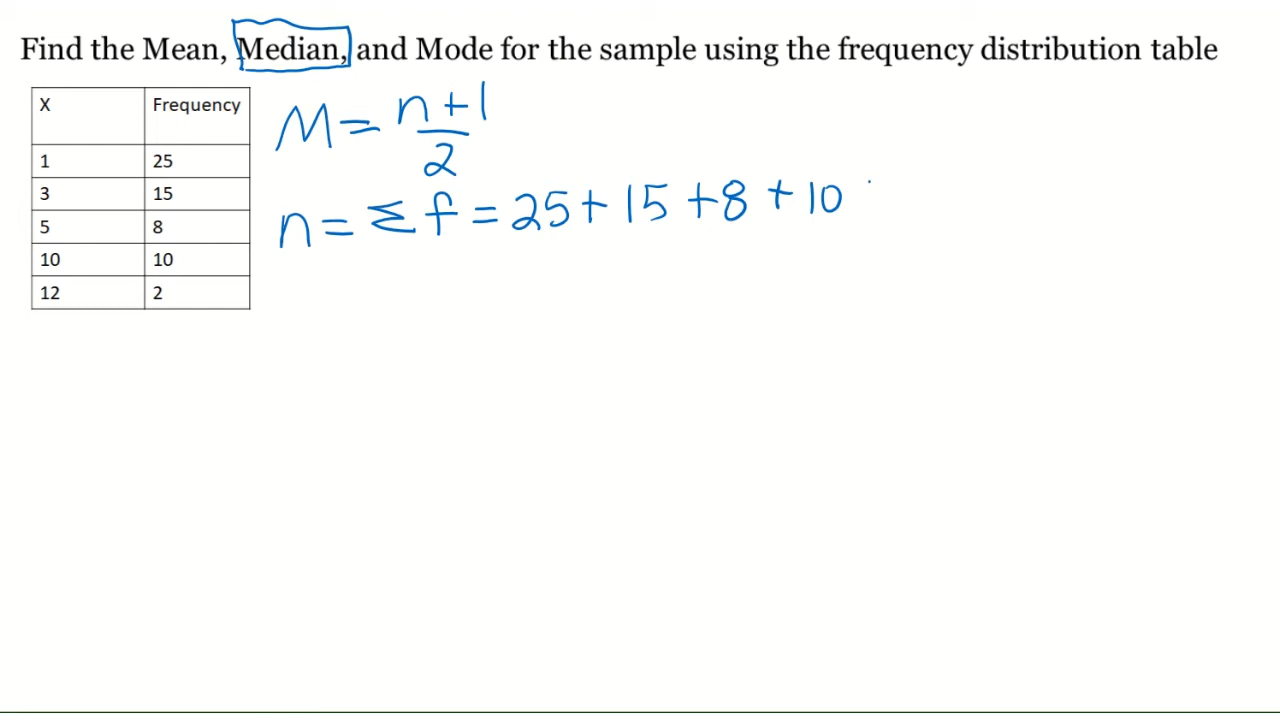 Find the Mean, Median, and Mode for the sample using the frequency distribution table
X Frequency
1 25
3 15
5 8
10 10
12 2
M = n+1
2
n = Σ f = 25 + 15 + 8 + 10